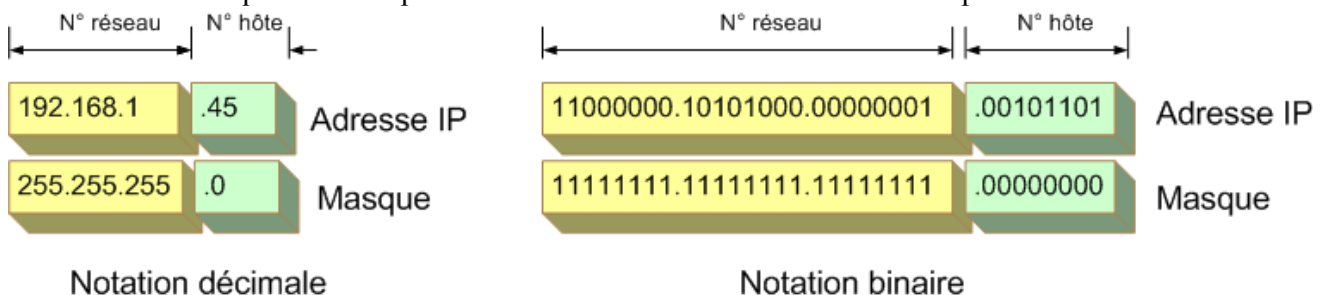 N° réseau N° hôte N° réseau N° hôte
192.168.1 .45 Adresse IP 11000000.10101000.00000001 .00101101 Adresse IP
255.255.255 .0 Masque 11111111.11111111.11111111 .00000000 Masque
Notation décimale Notation binaire